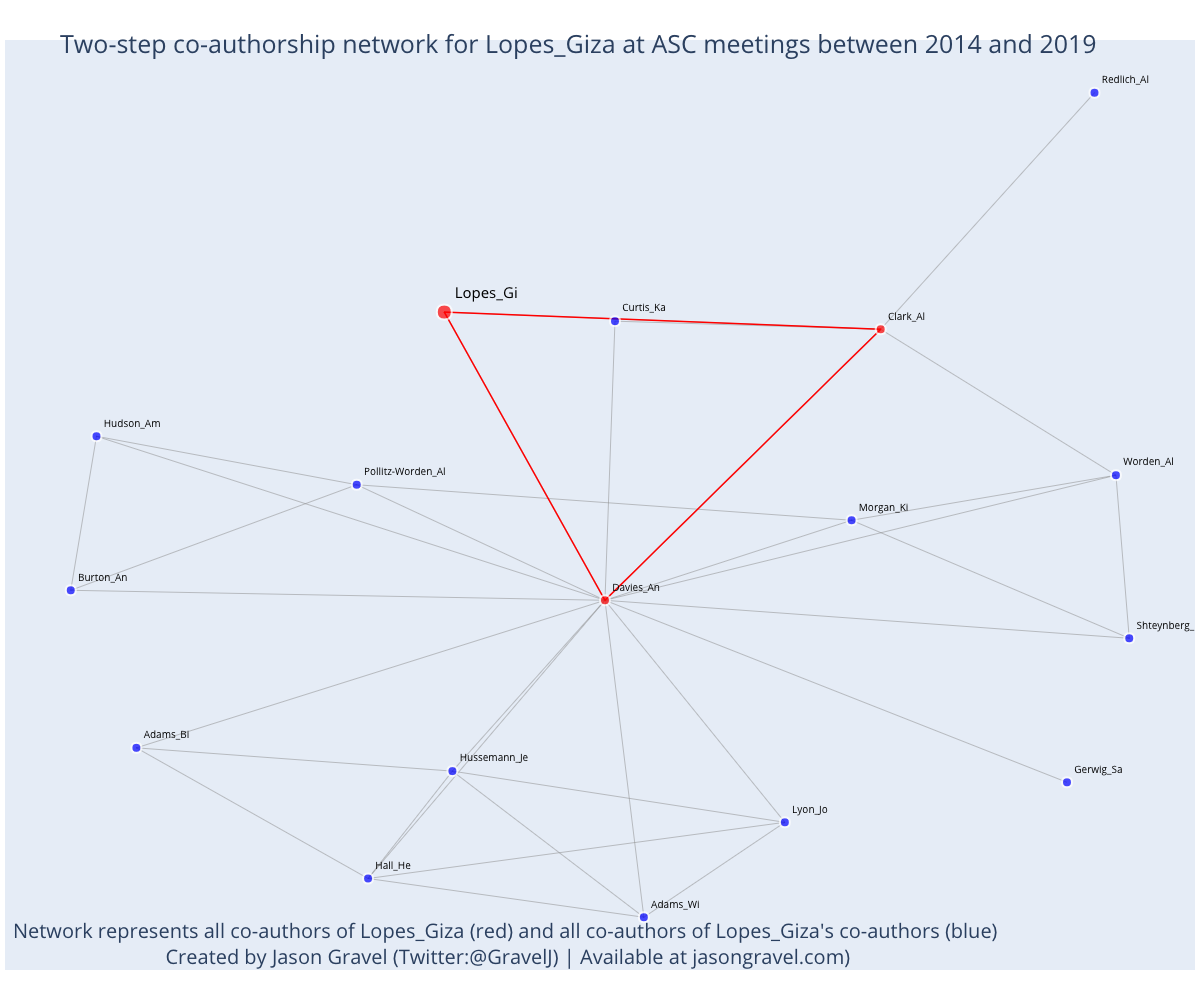 Two-step co-authorship network for Lopes_Giza at ASC meetings between 2014 and 2019
Redlich_Al
Lopes_Gi
Curtis_Ka
Clark_Al
Hudson_Am
Worden_Al
Pollitz-Worden_Al
Morgan_Ki
Burton_An
Davies_An
Shteynberg_
Adams_Bi
Hussemann_Je
Gerwig_Sa
Lyon_Jo
Hall_He
Adams_Wi
Network represents all co-authors of Lopes_Giza (red) and all co-authors of Lopes_Giza's co-authors (blue)
Created by Jason Gravel (Twitter:@GravelJ) | Available at jasongravel.com)